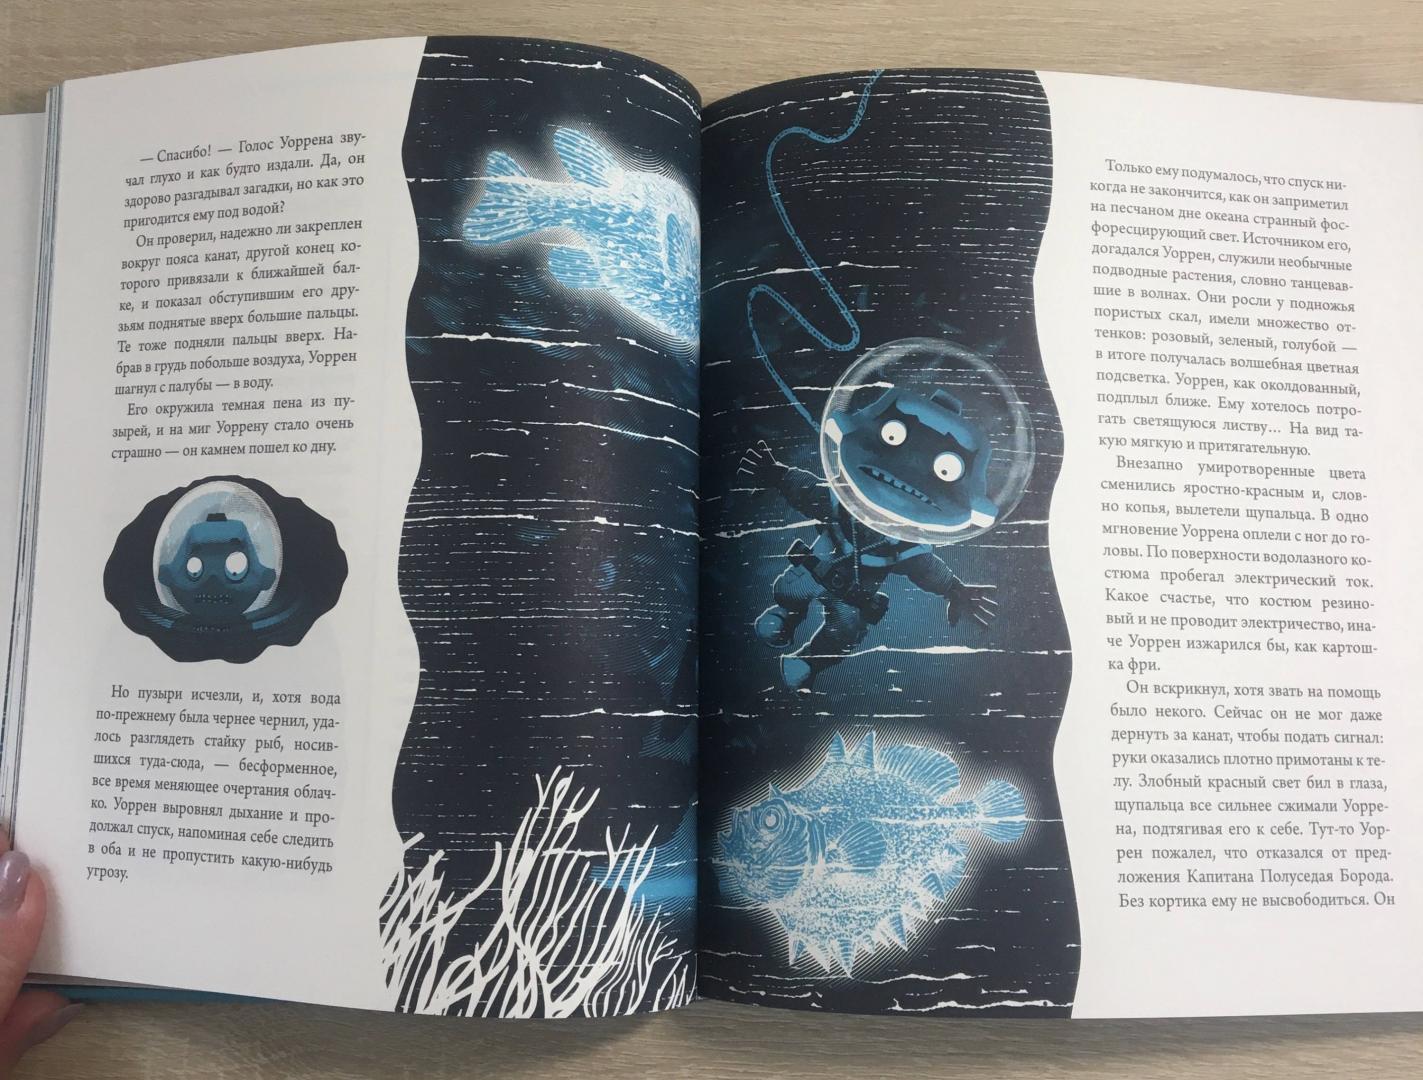 — Спасибо! — Голос Уоррена зву-
чал глухо и как будто издали. Да, он
здорово разгадывал загадки, но как это
пригодится ему под водой?
Он проверил, надежно ли закреплен
вокруг пояса канат, другой конец ко-
торого привязали к ближайшей бал-
ке, и показал обступившим его дру-
зьям поднятые вверх большие пальцы.
Те тоже подняли пальцы вверх. На-
брав в грудь побольше воздуха, Уоррен
шагнул с палубы — в воду.
Его окружила темная пена из пу-
зырей, и на миг Уоррену стало очень
страшно — он камнем пошел ко дну.
Но пузыри исчезли, и, хотя вода
по-прежнему была чернее чернил, уда-
лось разглядеть стайку рыб, носив-
шихся туда-сюда, — бесформенное,
все время меняющее очертания облач-
ко. Уоррен выровнял дыхание и про-
должал спуск, напоминая себе следить
в оба и не пропустить какую-нибудь
угрозу.
Только ему подумалось, что спуск ни-
когда не закончится, как он заприметил
на песчаном дне океана странный фос-
форесцирующий свет. Источником его,
догадался Уоррен, служили необычные
подводные растения, словно танцевав-
шие в волнах. Они росли у подножья
пористых скал, имели множество от-
тенков: розовый, зеленый, голубой —
в итоге получалась волшебная цветная
подсветка. Уоррен, как околдованный,
подплыл ближе. Ему хотелось потро-
гать светящуюся листву... На вид та-
кую мягкую и притягательную.
Внезапно умиротворенные цвета
сменились яростно-красным и, слов-
но копья, вылетели щупальца. В одно
мгновение Уоррена оплели с ног до го-
ловы. По поверхности водолазного ко-
стюма пробегал электрический ток.
Какое счастье, что костюм резино-
вый и не проводит электричество, ина-
че Уоррен изжарился бы, как картош-
ка фри.
Он вскрикнул, хотя звать на помощь
было некого. Сейчас он не мог даже
дернуть за канат, чтобы подать сигнал:
руки оказались плотно примотаны к те-
лу. Злобный красный свет бил в глаза,
щупальца все сильнее сжимали Уорре-
на, подтягивая его к себе. Тут-то Уор-
рен пожалел, что отказался от пред-
ложения Капитана Полуседая Борода.
Без кортика ему не высвободиться. Он